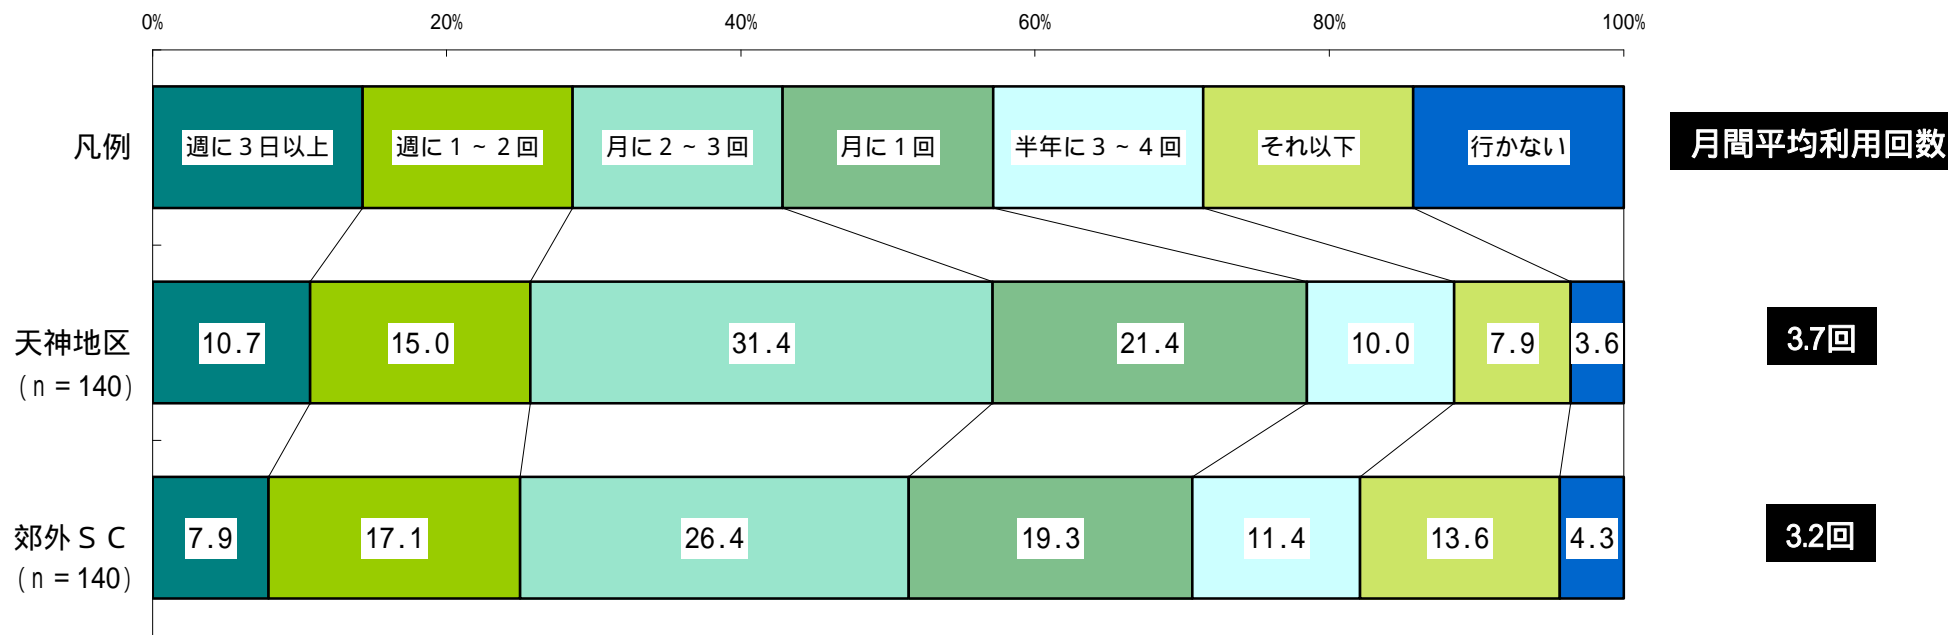 0% 20% 40% 60% 80% 100%
凡例 週に３日以上 週に１~２回 月に２~３回 月に１回 半年に３~４回 それ以下 行かない 月間平均利用回数
天神地区 10.7 15.0 31.4 21.4 10.0 7.9 3.6 3.7回
(n=140)
郊外ＳＣ 7.9 17.1 26.4 19.3 11.4 13.6 4.3 3.2回
(n=140)